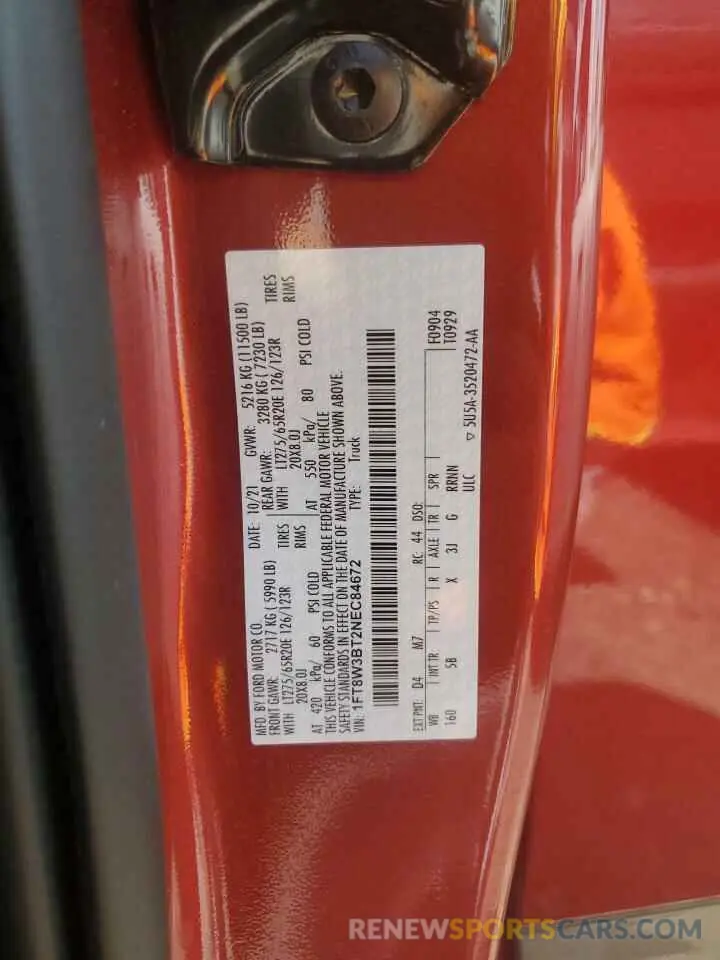 MFD. BY FORD MOTOR CO. DATE: 10/21 GVWR: 5216 KG (11500 LB)
FRONT GAWR: 2717 KG ( 5990 LB) REAR GAWR: 3280 KG ( 7230 LB)
WITH LT275/65R20E 126/123R TIRES WITH LT275/65R20E 126/123R TIRES
20X8.0J RIMS 20X8.0J RIMS
AT 420 kPa/ 60 PSI COLD AT 550 kPa/ 80 PSI COLD
THIS VEHICLE CONFORMS TO ALL APPLICABLE FEDERAL MOTOR VEHICLE
SAFETY STANDARDS IN EFFECT ON THE DATE OF MANUFACTURE SHOWN ABOVE.
VIN: 1FT8W3BT2NEC84672 TYPE: Truck
F0904
EXT PNT: D4 M7 RC: 44 DSO: T0929
WB INT TR TP/PS R AXLE TR SPR
160 5B X 3J G RRNN
ULC ▽ 5U5A-3520472-AA
RENEWSPORTSCARS.COM